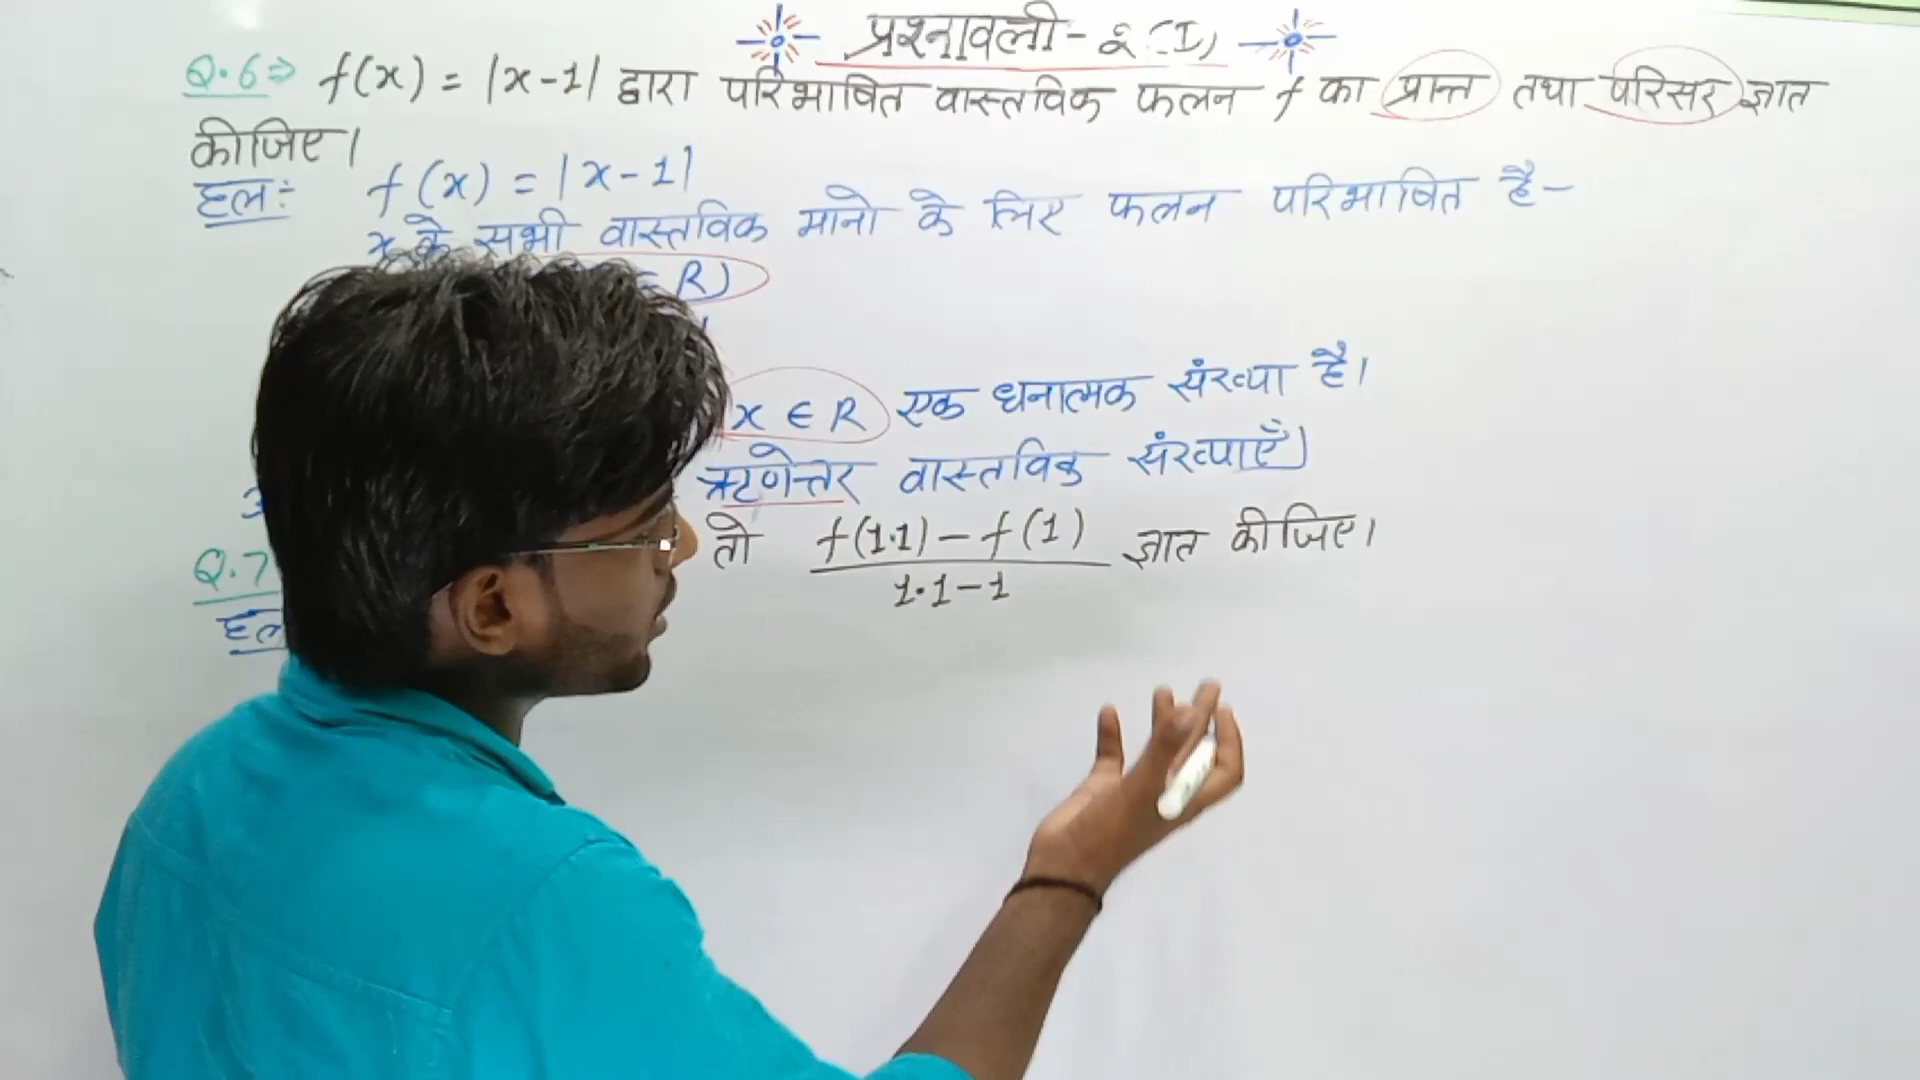 प्रश्नावली- 2 (I)
Q.6⇒ f(x) = |x-1| द्वारा परिभाषित वास्तविक फलन f का प्रान्त तथा परिसर ज्ञात
कीजिए।
हल:- f(x) = |x-1|
x के सभी वास्तविक मानो के लिए फलन परिभाषित है-
R)
x ∈ R एक धनात्मक संख्या है।
ऋणेत्तर वास्तविक संख्याएँ)
Q.7 तो f(1.1) - f(1) ज्ञात कीजिए।
1.1-1
हल